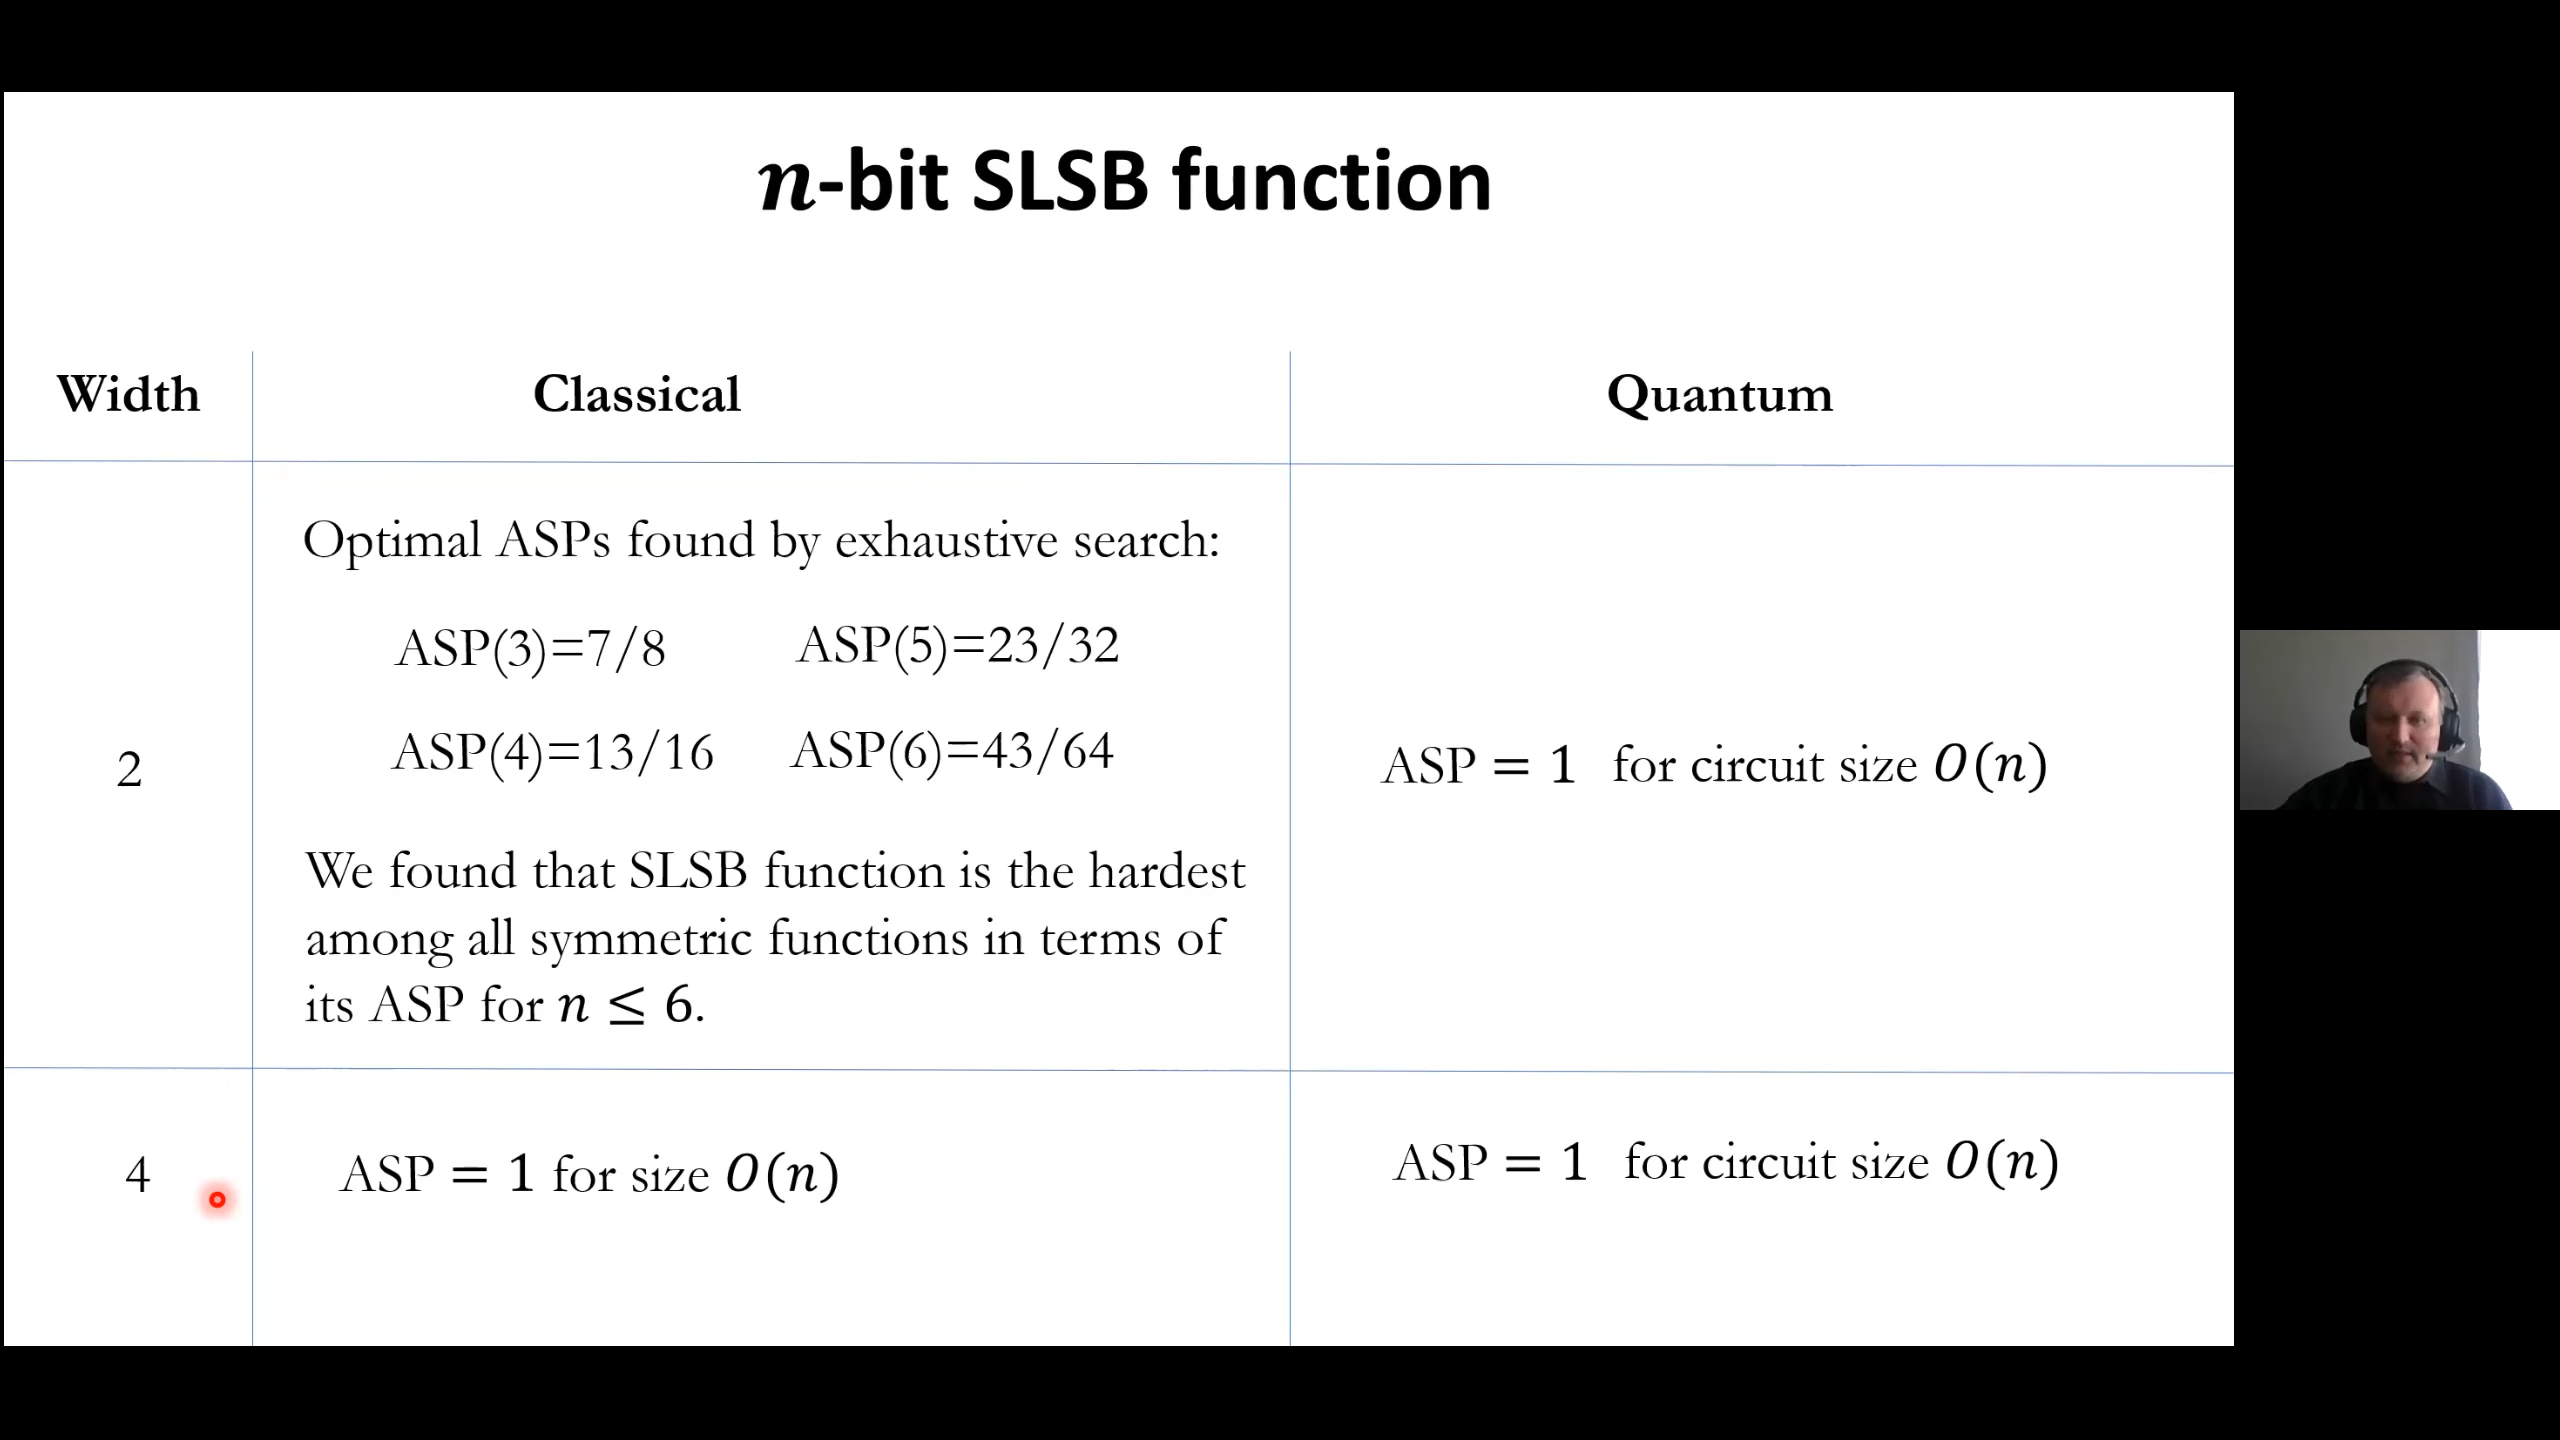 n-bit SLSB function
Width
Classical
Quantum
2
Optimal ASPs found by exhaustive search:
ASP(3)=7/8
ASP(5)=23/32
ASP(4)=13/16
ASP(6)=43/64
We found that SLSB function is the hardest
among all symmetric functions in terms of
its ASP for n ≤ 6.
ASP = 1 for circuit size O(n)
4
ASP = 1 for size O(n)
ASP = 1 for circuit size O(n)